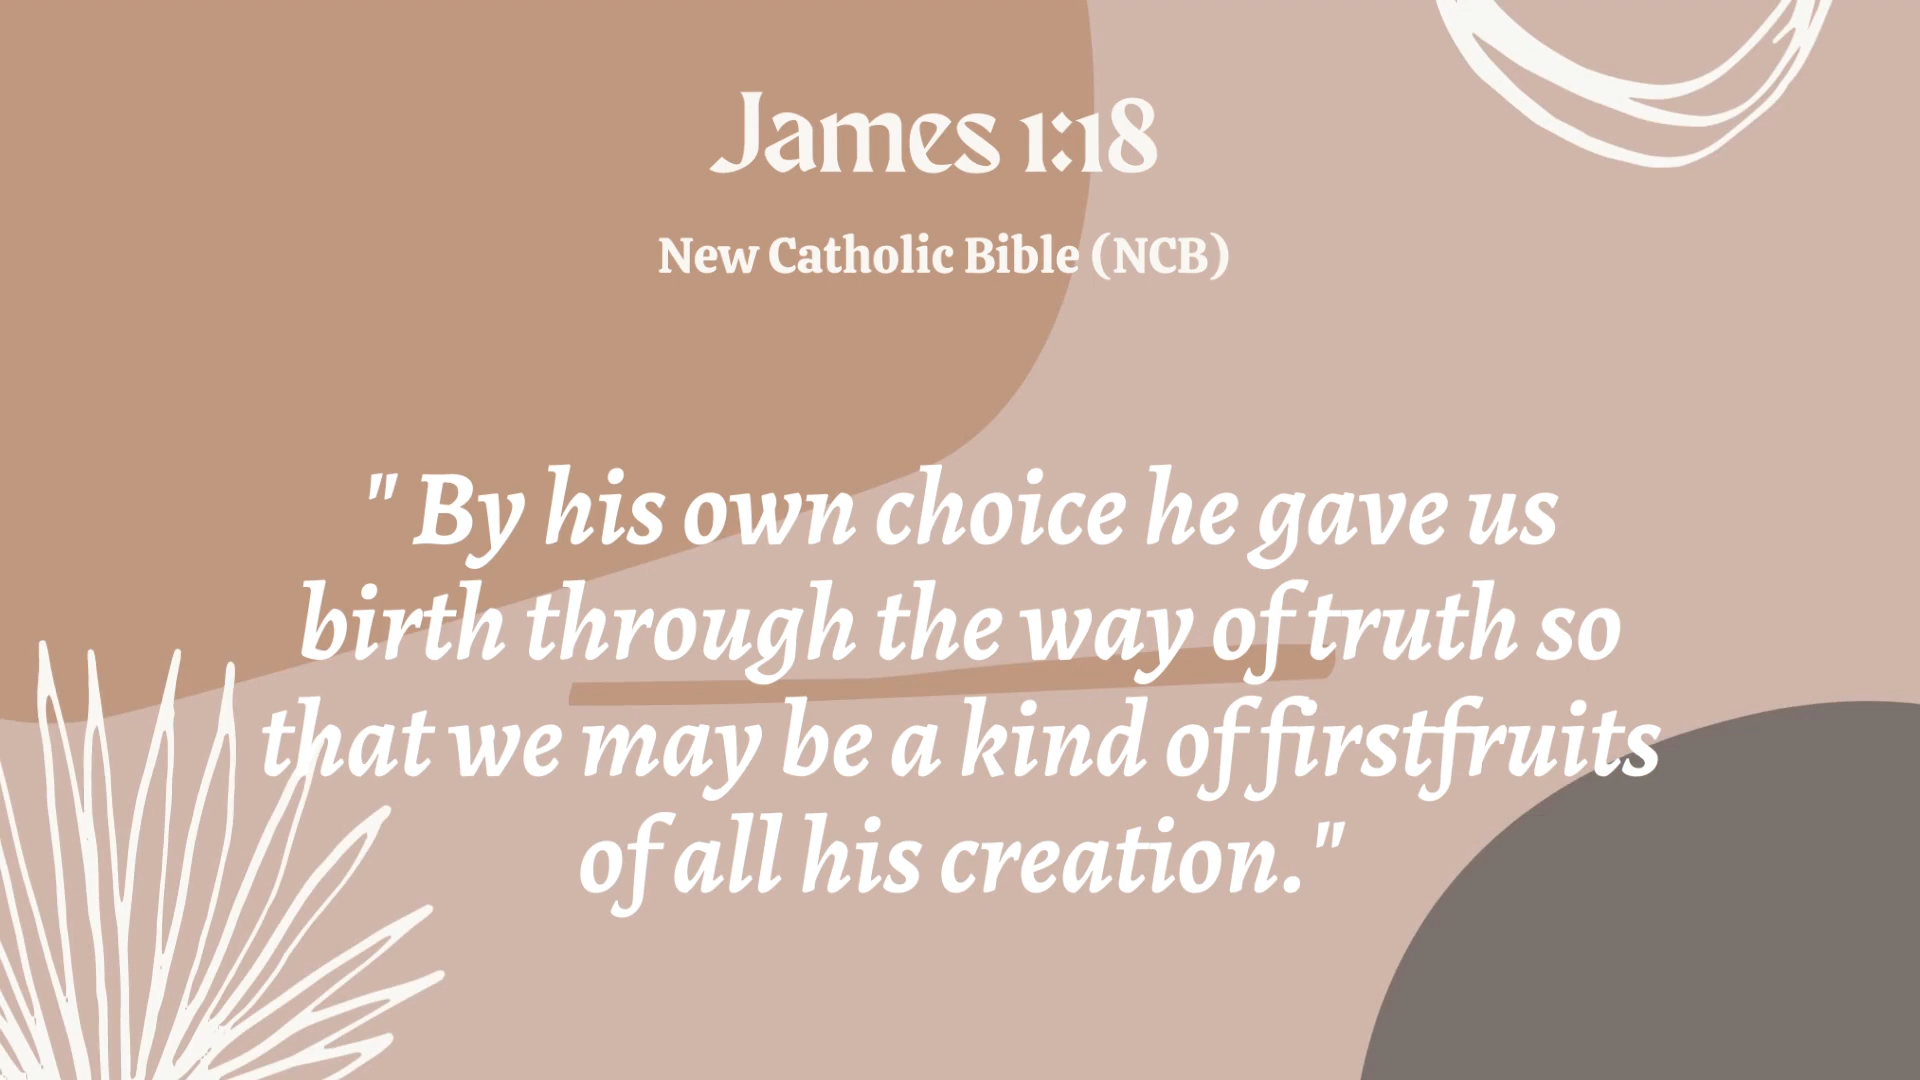 James 1:18
New Catholic Bible (NCB)
" By his own choice he gave us
birth through the way of truth so
that we may be a kind of firstfruits
of all his creation. "